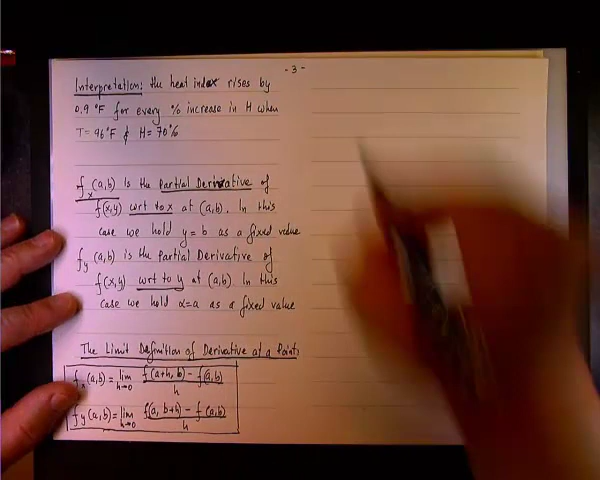 - 3 -
Interpretation: the heat index rises by
0.9 °F for every % increase in H when
T = 96 °F & H = 70%
f_x (a,b) is the Partial Derivative of
f(x,y) wrt to x at (a,b). In this
case we hold y = b as a fixed value
f_y (a,b) is the Partial Derivative of
f(x,y) wrt to y at (a,b). In this
case we hold x = a as a fixed value
The Limit Definition of Derivative at a Point:
f_x (a,b) = lim h→0 f(a+h, b) - f(a,b) / h
f_y (a,b) = lim h→0 f(a, b+h) - f(a,b) / h